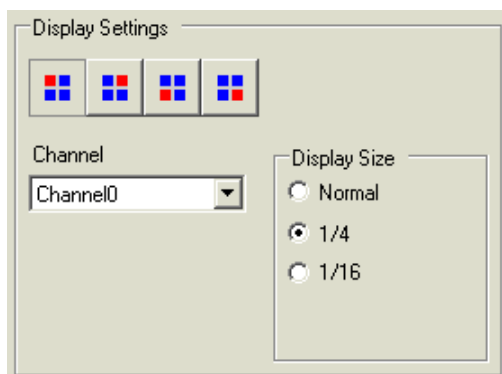 Display Settings
Channel
Channel0
Display Size
Normal
1/4
1/16